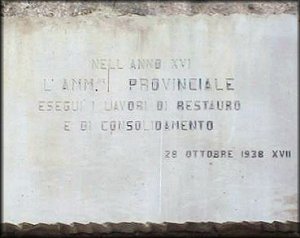 NELL ANNO XVI
L'AMM.NE PROVINCIALE
ESEGUI I LAVORI DI RESTAURO
E DI CONSOLIDAMENTO
28 OTTOBRE 1938 XVII